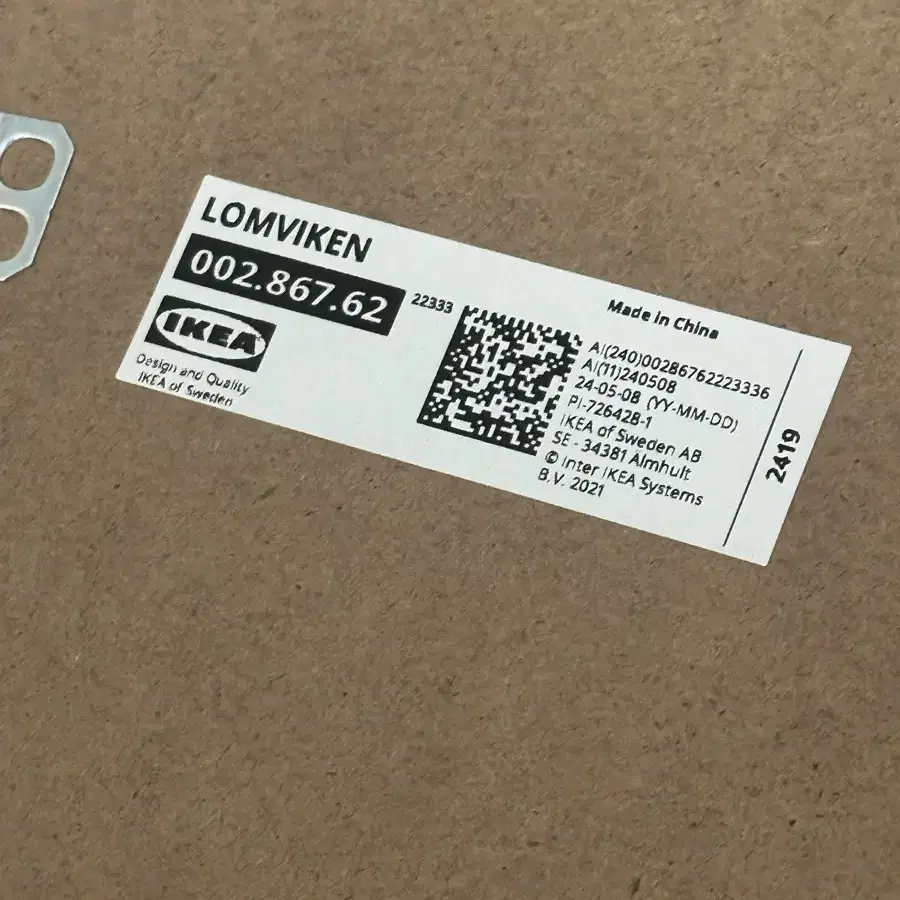 LOMVIKEN
002.867.62
22333
IKEA
Design and Quality
IKEA of Sweden
Made in China
AI(240)00286762223336
AI(11)240508
24-05-08 (YY-MM-DD)
PI-726428-1
IKEA of Sweden AB
SE - 34381 Älmhult
© Inter IKEA Systems
B.V. 2021
2419